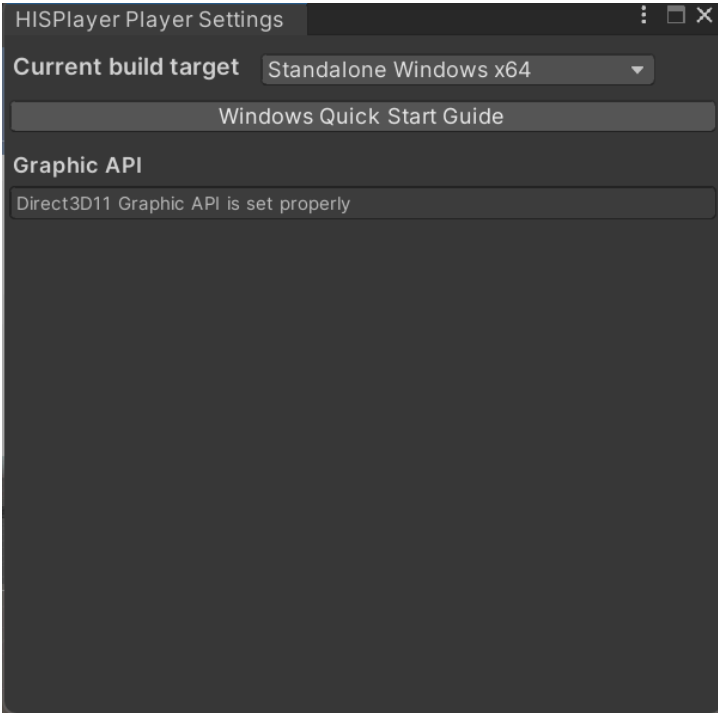 HISPlayer Player Settings
Current build target Standalone Windows x64
Windows Quick Start Guide
Graphic API
Direct3D11 Graphic API is set properly